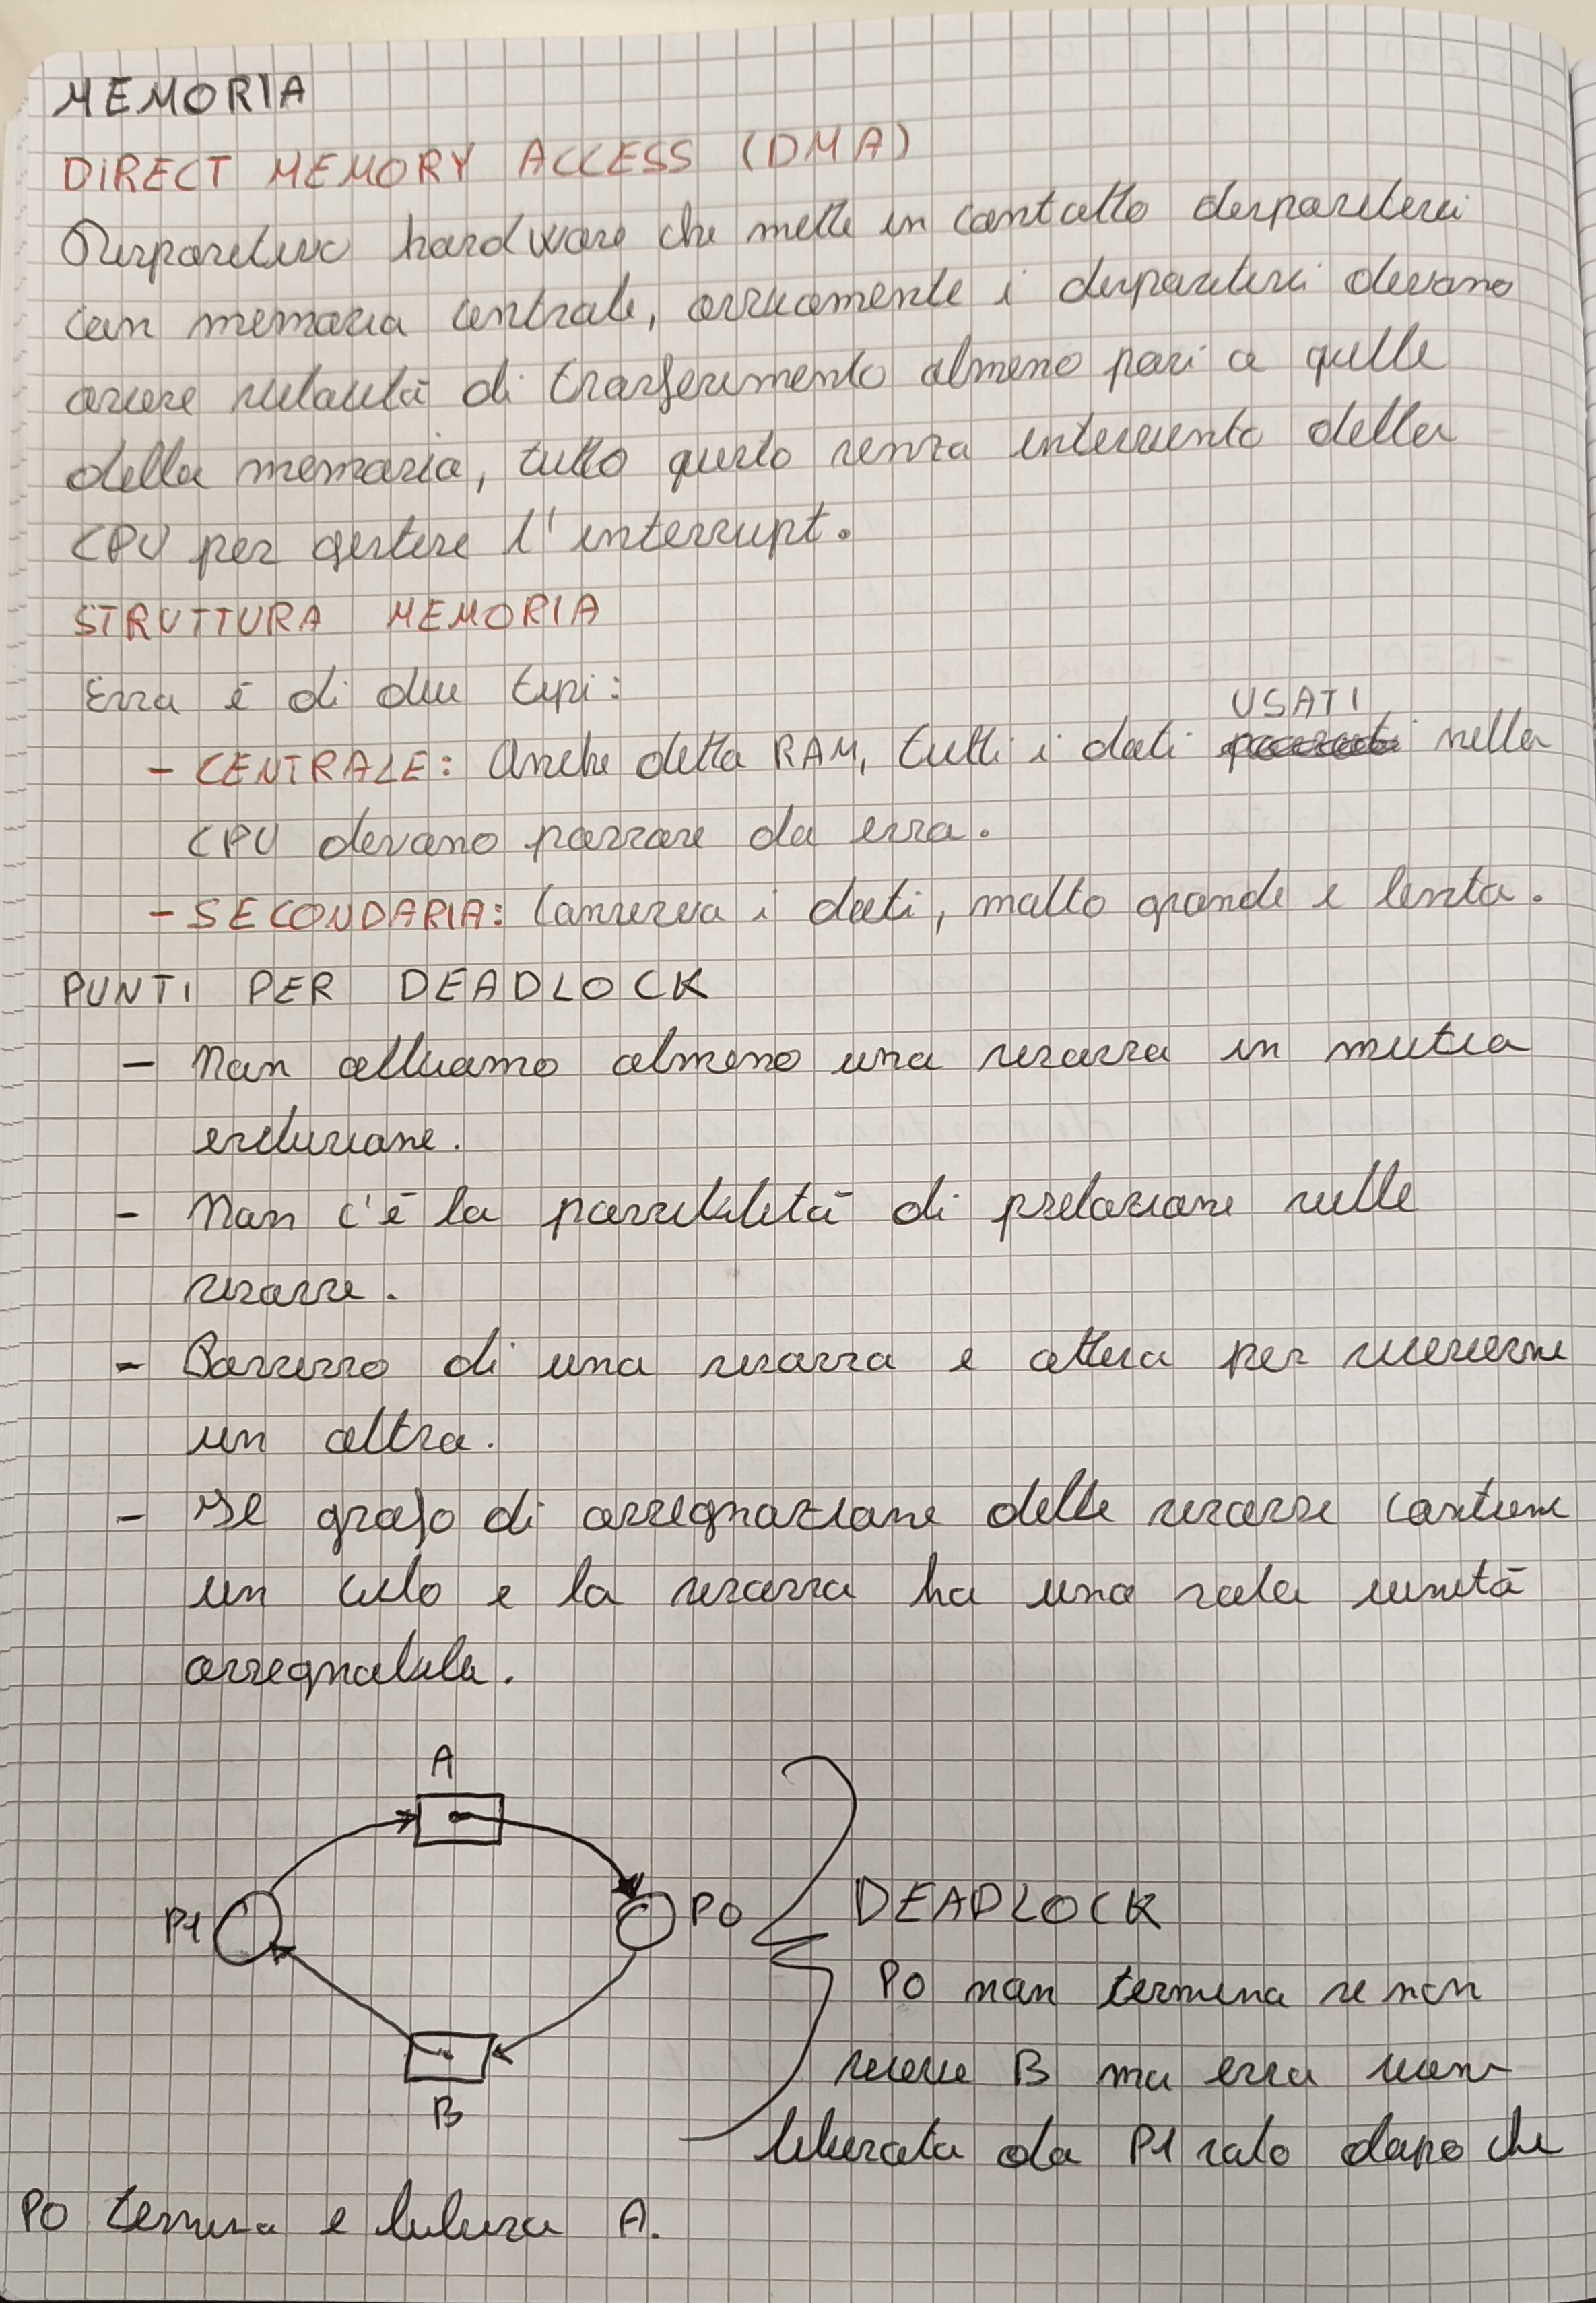 MEMORIA
DIRECT MEMORY ACCESS (DMA)
Dispositivo hardware che mette in contatto dispositivi
con memoria centrale, ovviamente i dispositivi devono
avere velocità di trasferimento almeno pari a quelle
della memoria, tutto questo senza intervento della
CPU per gestire l'interrupt.
STRUTTURA MEMORIA
Essa è di due tipi:
USATI
- CENTRALE: Anche detta RAM, tutti i dati nella
CPU devono passare da essa.
- SECONDARIA: Conserva i dati, molto grande e lenta.
PUNTI PER DEADLOCK
- Non abbiamo almeno una risorsa in mutua
esclusione.
- Non c'è la possibilità di prelazione sulle
risorse.
- Possesso di una risorsa e attesa per riceverne
un altra.
- Il grafo di assegnazione delle risorse contiene
un ciclo e la risorsa ha una sola unità
assegnabile.
A
P1
P0
B
DEADLOCK
P0 non termina se non
riceve B ma essa viene
liberata da P1 solo dopo che
P0 termina e libera A.